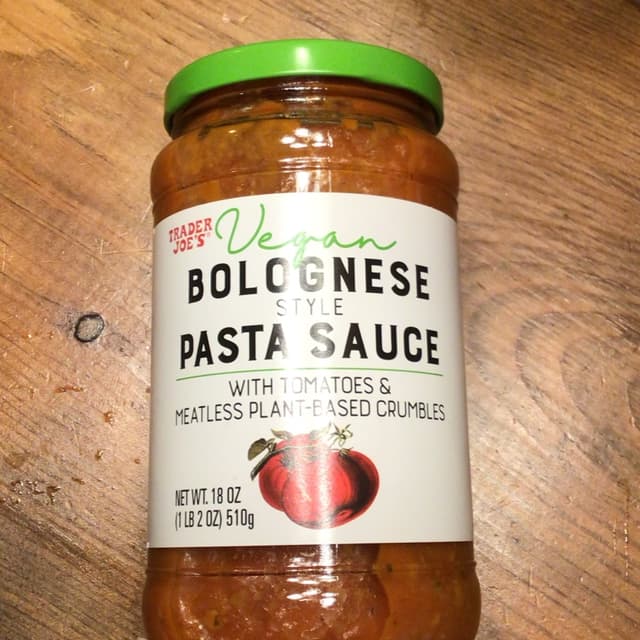 TRADER
JOE'S
Vegan
BOLOGNESE
STYLE
PASTA SAUCE
WITH TOMATOES &
MEATLESS PLANT-BASED CRUMBLES
NET WT. 18 OZ
(1 LB 2 OZ) 510g